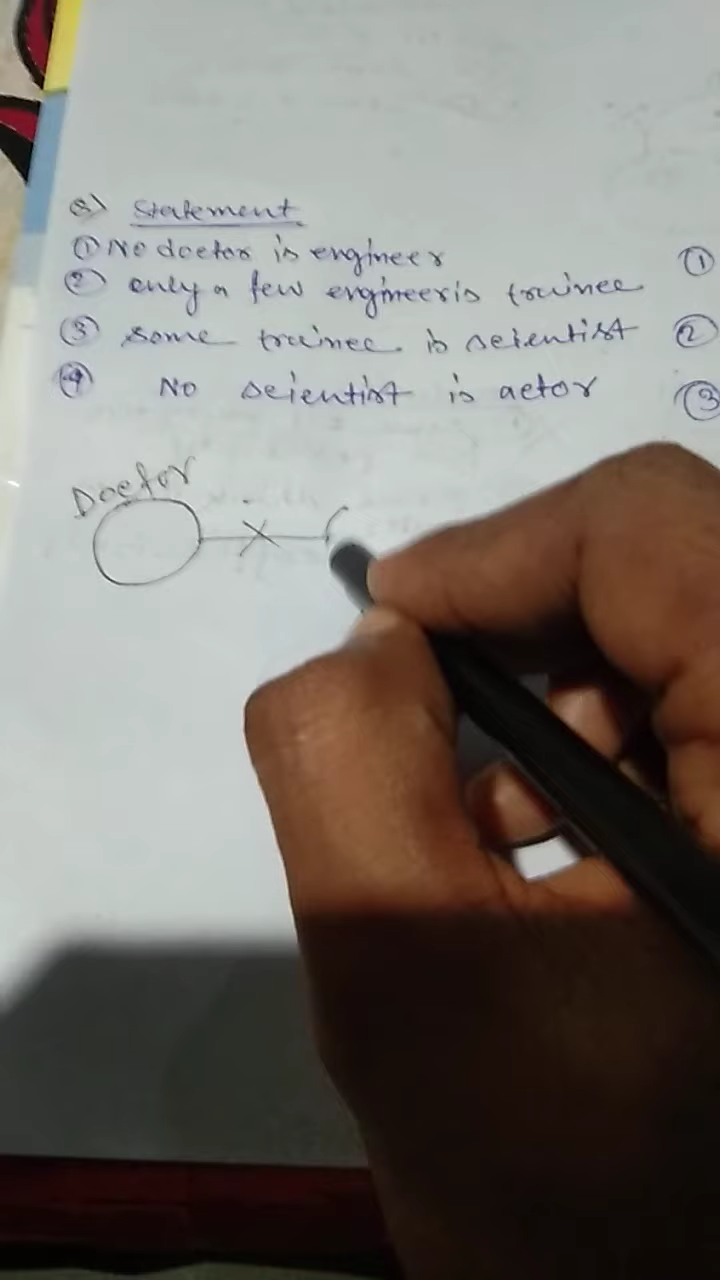 Q) Statement
① No doctor is engineer ①
② only a few engineer is trainee
③ some trainee is scientist ②
④ No scientist is actor ③
Doctor